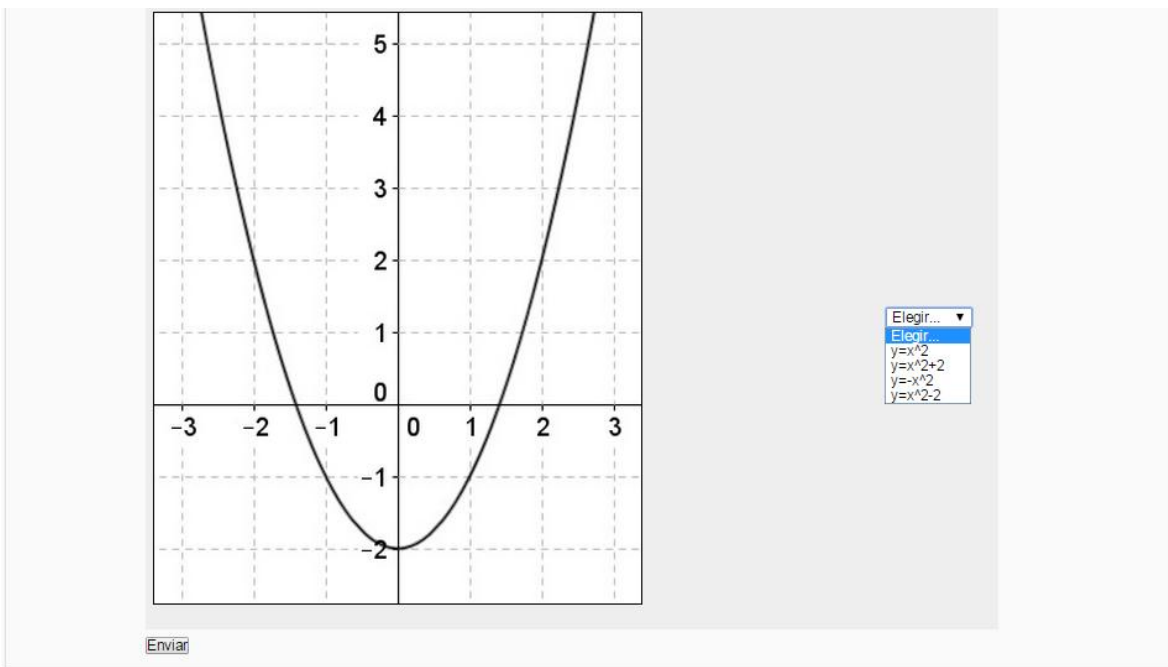 5
4
3
2
1
0
−3 −2 −1 0 1 2 3
−1
−2
Elegir... ▼
Elegir...
y=x^2
y=x^2+2
y=-x^2
y=x^2-2
Enviar